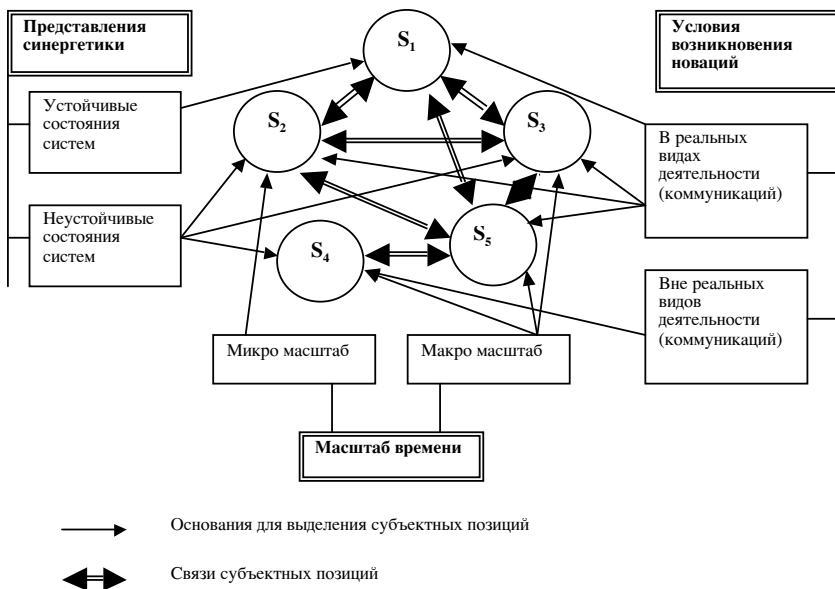 Представления
синергетики
Условия
возникновения
новаций
S1
S2
S3
S4
S5
Устойчивые
состояния
систем
Неустойчивые
состояния
систем
В реальных
видах
деятельности
(коммуникаций)
Вне реальных
видов
деятельности
(коммуникаций)
Микро масштаб
Макро масштаб
Масштаб времени
Основания для выделения субъектных позиций
Связи субъектных позиций